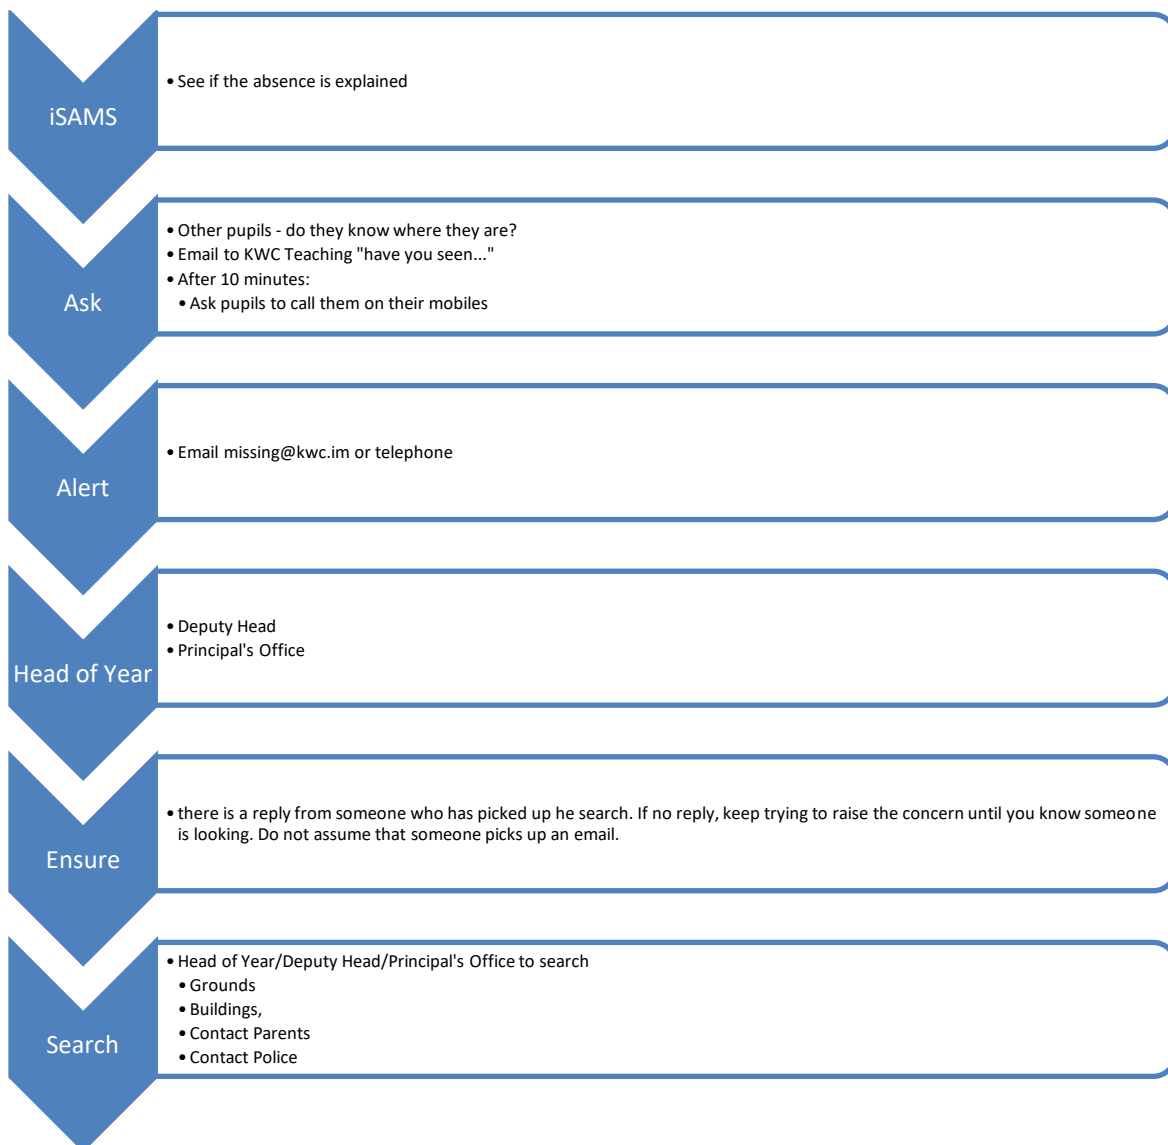 iSAMS
• See if the absence is explained
Ask
• Other pupils - do they know where they are?
• Email to KWC Teaching "have you seen..."
• After 10 minutes:
• Ask pupils to call them on their mobiles
Alert
• Email missing@kwc.im or telephone
Head of Year
• Deputy Head
• Principal's Office
Ensure
• there is a reply from someone who has picked up he search. If no reply, keep trying to raise the concern until you know someone
is looking. Do not assume that someone picks up an email.
Search
• Head of Year/Deputy Head/Principal's Office to search
• Grounds
• Buildings,
• Contact Parents
• Contact Police